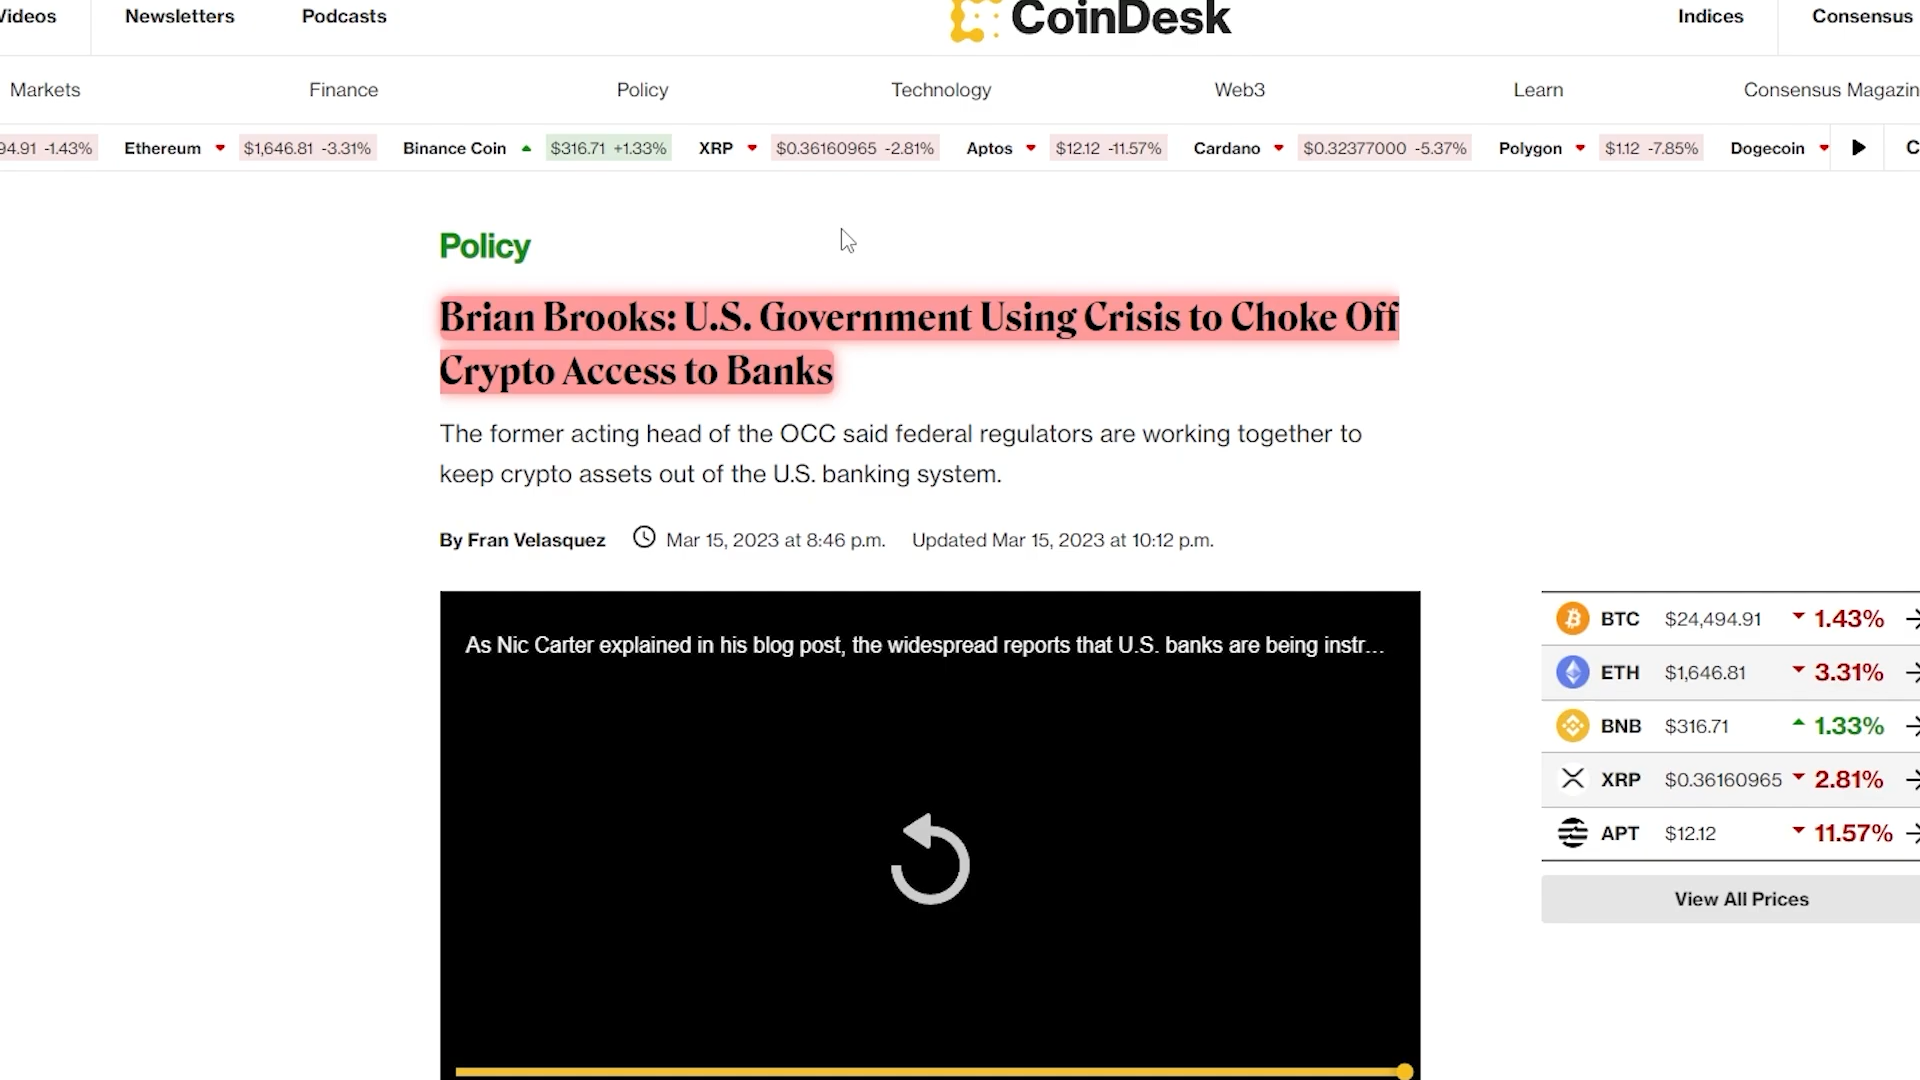 Videos
Newsletters
Podcasts
CoinDesk
Indices
Consensus
Markets
Finance
Policy
Technology
Web3
Learn
Consensus Magazin
94.91 -1.43%
Ethereum $1,646.81 -3.31%
Binance Coin $316.71 +1.33%
XRP $0.36160965 -2.81%
Aptos $12.12 -11.57%
Cardano $0.32377000 -5.37%
Polygon $1.12 -7.85%
Dogecoin
C
Policy
Brian Brooks: U.S. Government Using Crisis to Choke Off
Crypto Access to Banks
The former acting head of the OCC said federal regulators are working together to
keep crypto assets out of the U.S. banking system.
By Fran Velasquez Mar 15, 2023 at 8:46 p.m. Updated Mar 15, 2023 at 10:12 p.m.
As Nic Carter explained in his blog post, the widespread reports that U.S. banks are being instr...
BTC $24,494.91 1.43%
ETH $1,646.81 3.31%
BNB $316.71 1.33%
XRP $0.36160965 2.81%
APT $12.12 11.57%
View All Prices